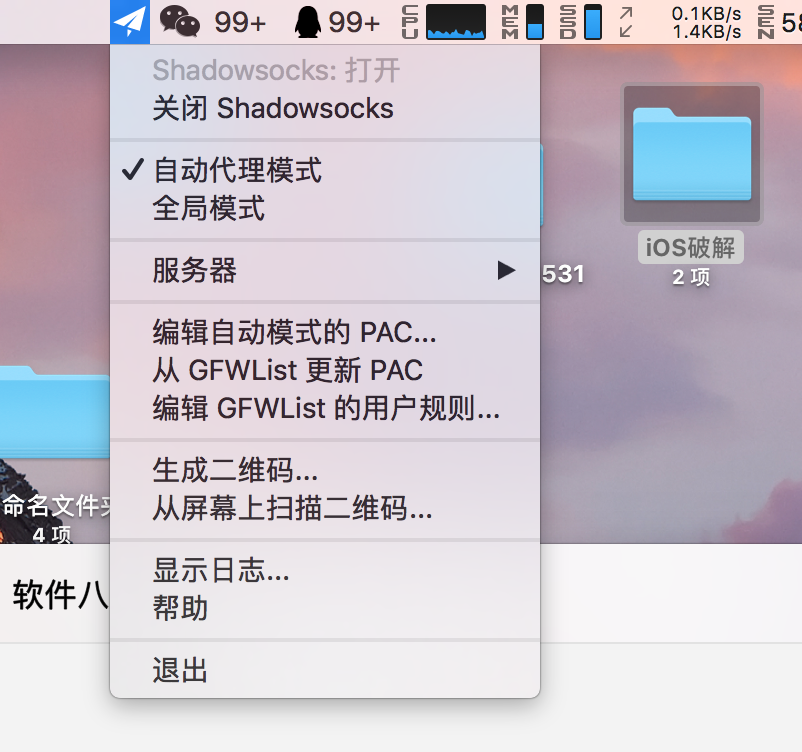 99+
99+
CPU
MEM
SSD
0.1KB/s
1.4KB/s
SEN
58
Shadowsocks: 打开
关闭 Shadowsocks
自动代理模式
全局模式
服务器
编辑自动模式的 PAC...
从 GFWList 更新 PAC
编辑 GFWList 的用户规则...
生成二维码...
从屏幕上扫描二维码...
显示日志...
帮助
退出
iOS破解
2 项
531
命名文件夹
4 项
软件八